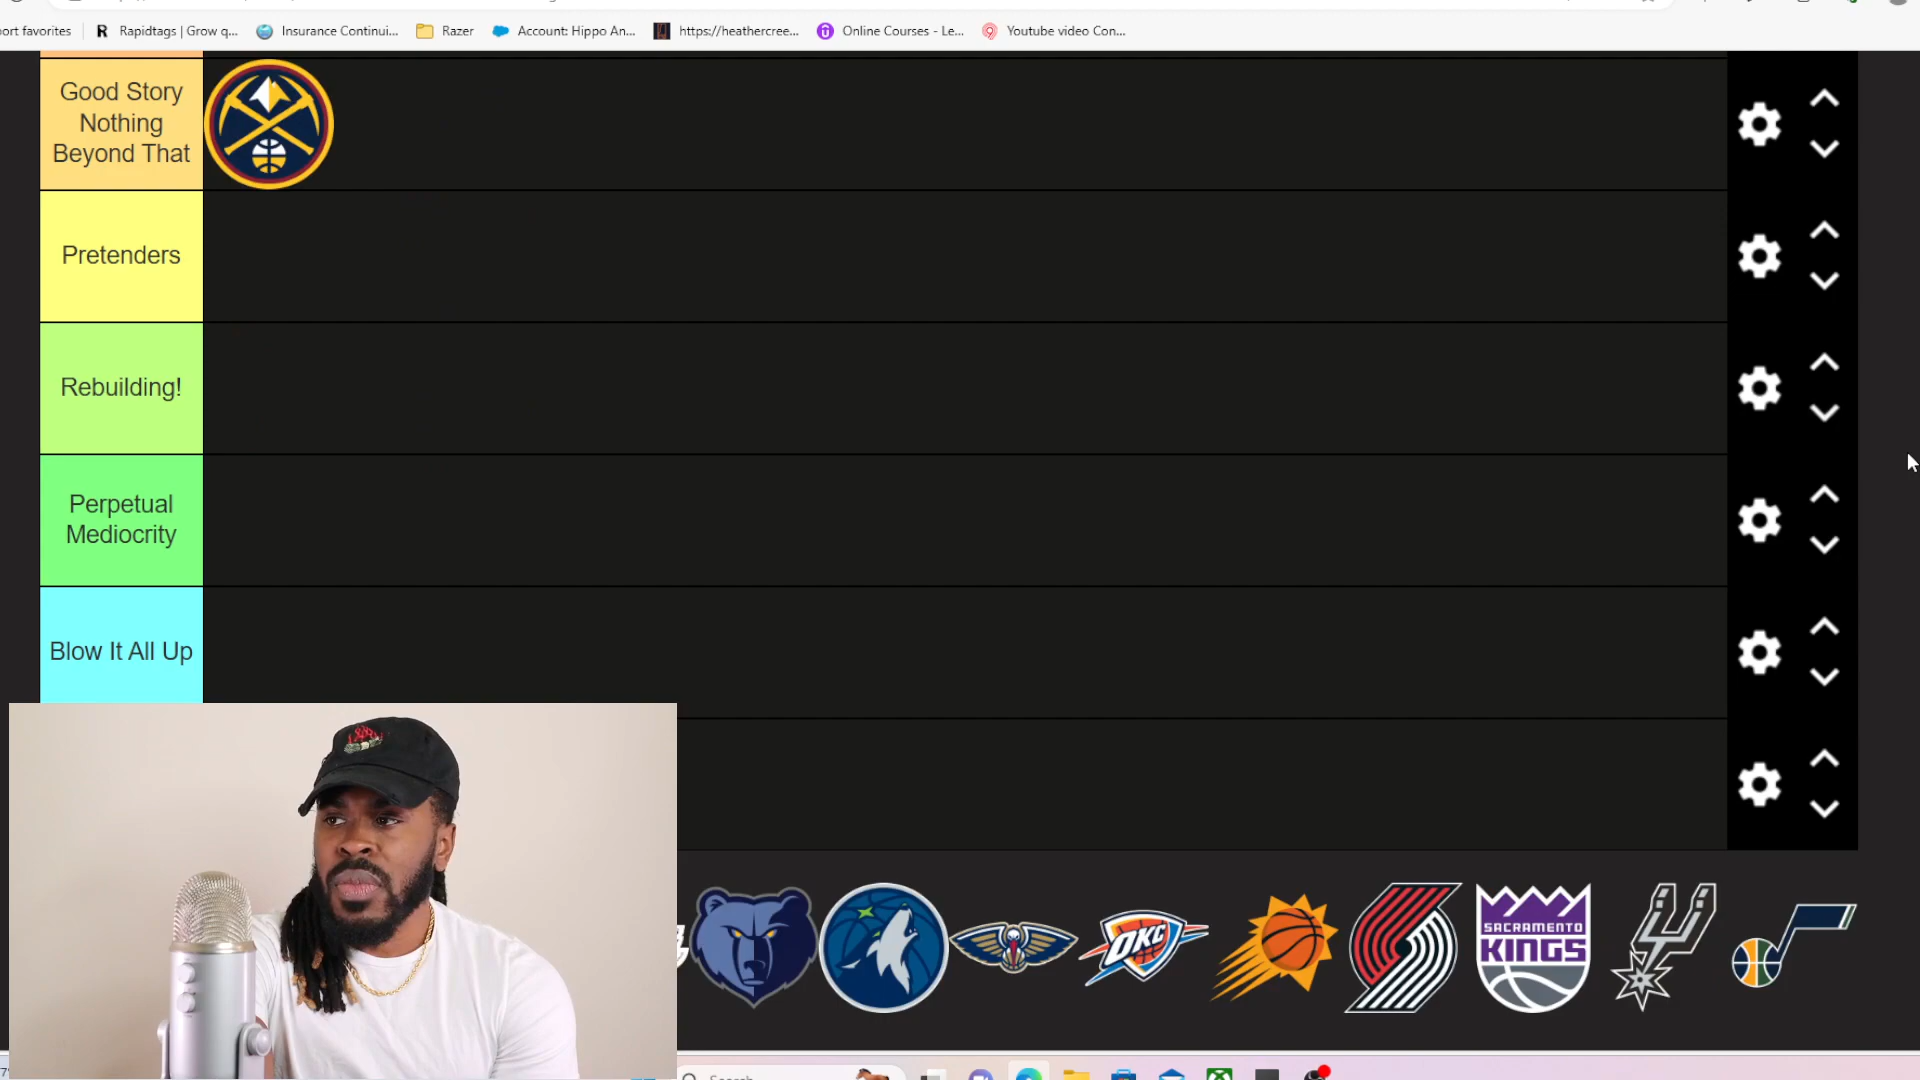 ort favorites
Rapidtags | Grow q...
Insurance Continui...
Razer
Account: Hippo An...
https://heathercree...
Online Courses - Le...
Youtube video Con...
Good Story
Nothing
Beyond That
Pretenders
Rebuilding!
Perpetual
Mediocrity
Blow It All Up
OKC
SACRAMENTO
KINGS
Search